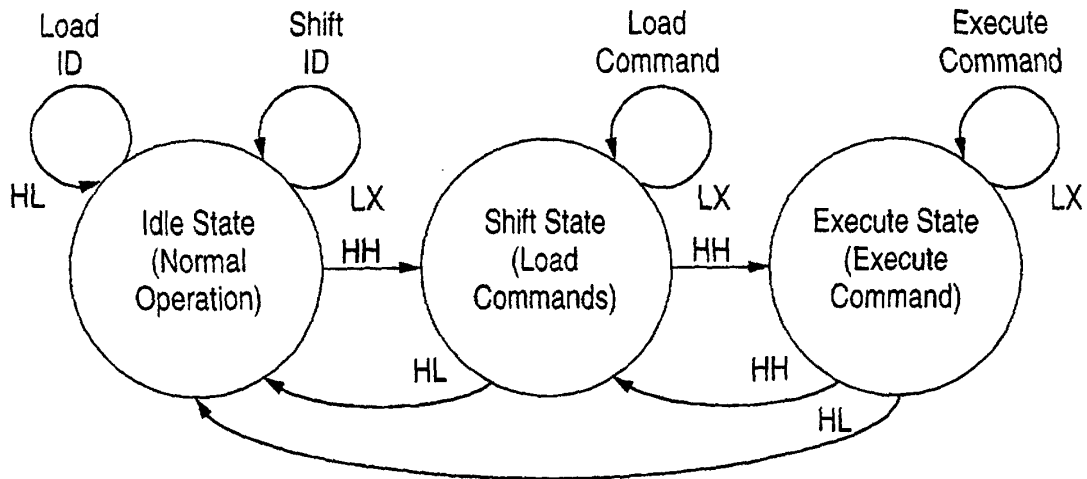 Load
ID
Shift
ID
Load
Command
Execute
Command
HL
LX
LX
LX
Idle State
(Normal
Operation)
HH
Shift State
(Load
Commands)
HH
Execute State
(Execute
Command)
HL
HH
HL